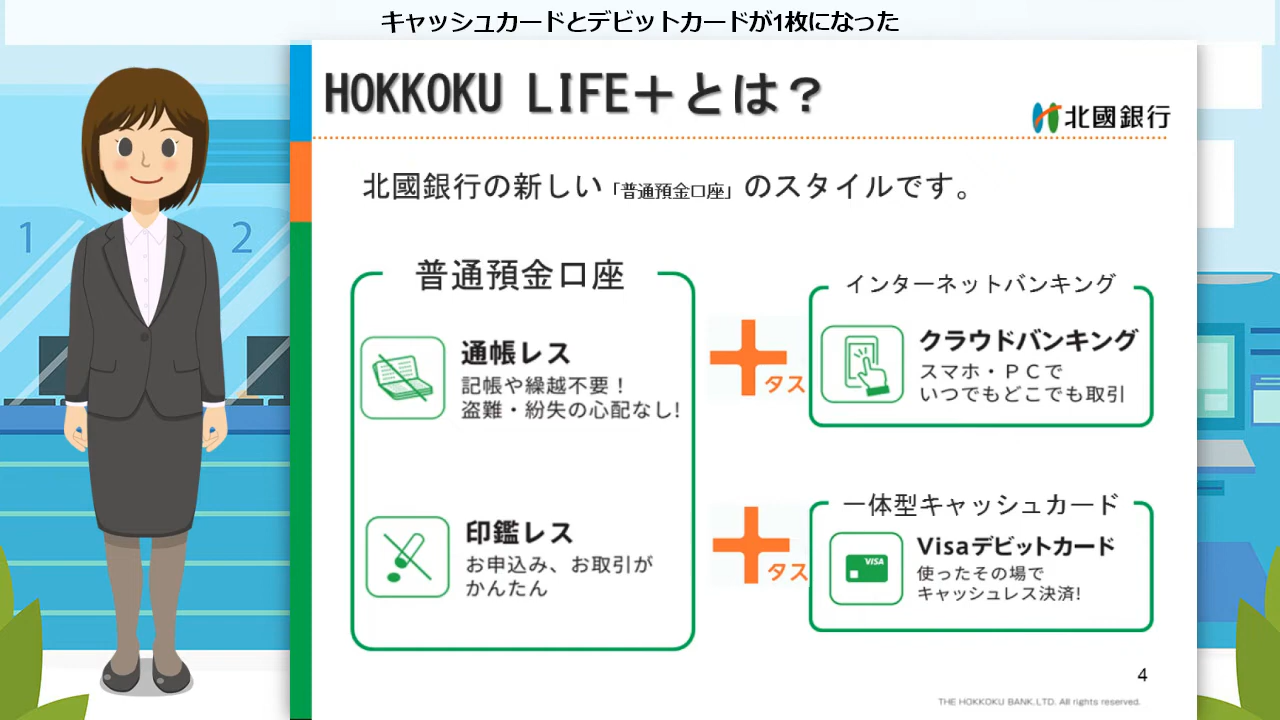 キャッシュカードとデビットカードが1枚になった
HOKKOKU LIFE＋とは？
北國銀行
北國銀行の新しい「普通預金口座」のスタイルです。
1
2
普通預金口座
通帳レス
記帳や繰越不要！
盗難・紛失の心配なし!
印鑑レス
お申込み、お取引が
かんたん
タス
インターネットバンキング
クラウドバンキング
スマホ・ＰＣで
いつでもどこでも取引
タス
一体型キャッシュカード
VISA
Visaデビットカード
使ったその場で
キャッシュレス決済!
4
THE HOKKOKU BANK,LTD. All rights reserved.